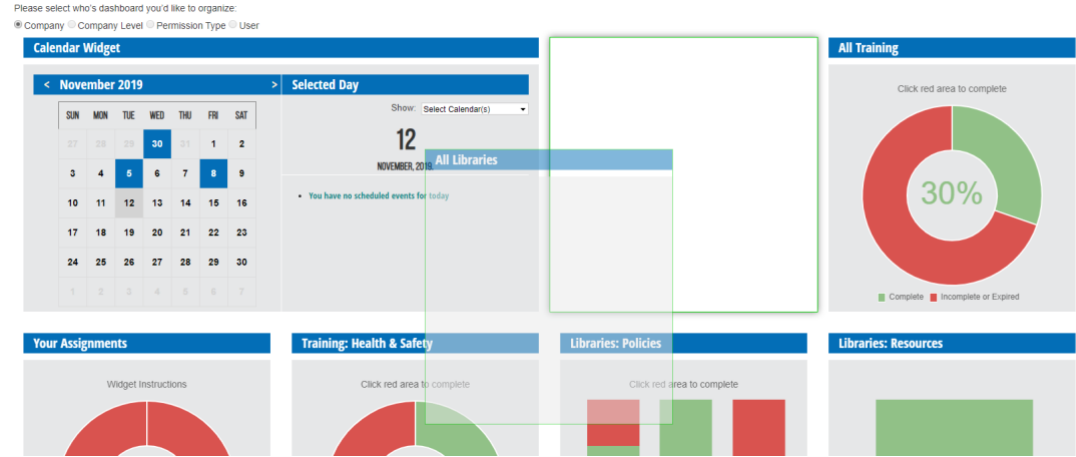 Please select who's dashboard you'd like to organize:
Company Company Level Permission Type User
Calendar Widget
< November 2019 >
SUN MON TUE WED THU FRI SAT
27 28 29 30 31 1 2
3 4 5 6 7 8 9
10 11 12 13 14 15 16
17 18 19 20 21 22 23
24 25 26 27 28 29 30
1 2 3 4 5 6 7
Selected Day
Show: Select Calendar(s)
12
NOVEMBER, 2019
You have no scheduled events for today
All Libraries
All Training
Click red area to complete
30%
Complete Incomplete or Expired
Your Assignments
Widget Instructions
Training: Health & Safety
Click red area to complete
Libraries: Policies
Click red area to complete
Libraries: Resources